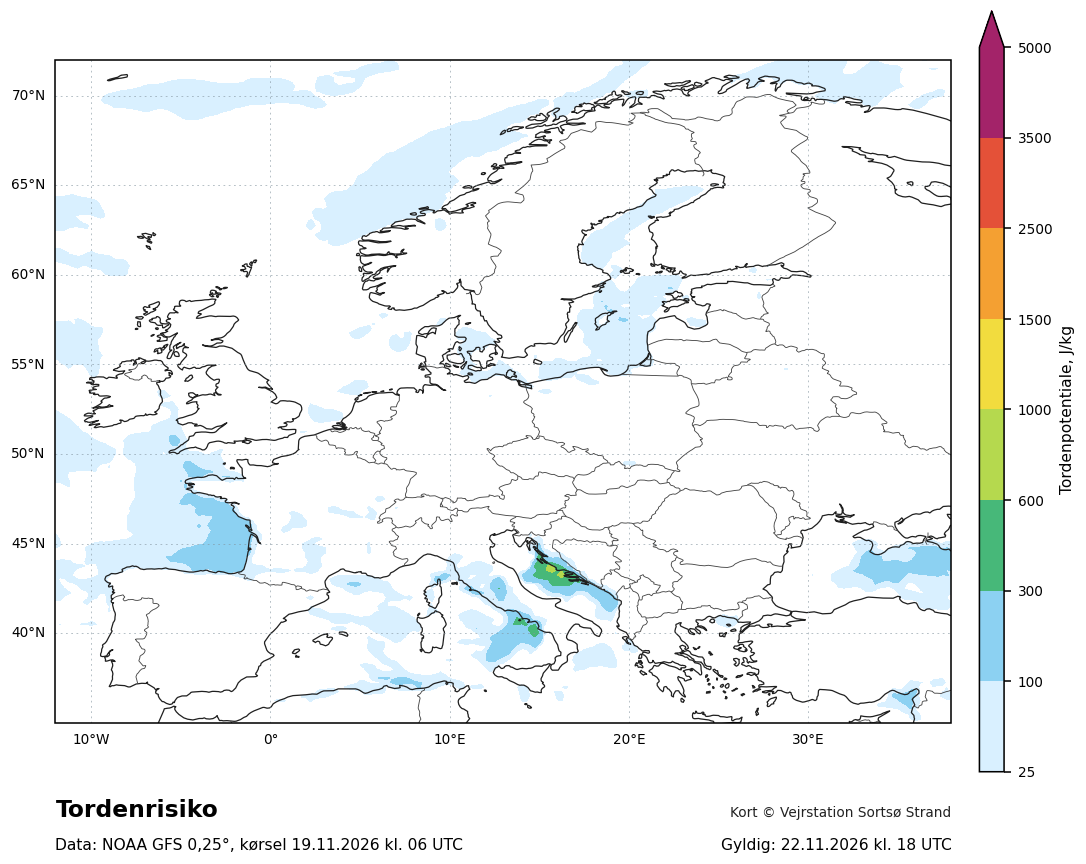 70°N
65°N
60°N
55°N
50°N
45°N
40°N
10°W
0°
10°E
20°E
30°E
5000
3500
2500
1500
1000
600
300
100
25
Tordenpotentiale, J/kg
Tordenrisiko
Kort © Vejrstation Sortsø Strand
Data: NOAA GFS 0,25°, kørsel 19.11.2026 kl. 06 UTC
Gyldig: 22.11.2026 kl. 18 UTC